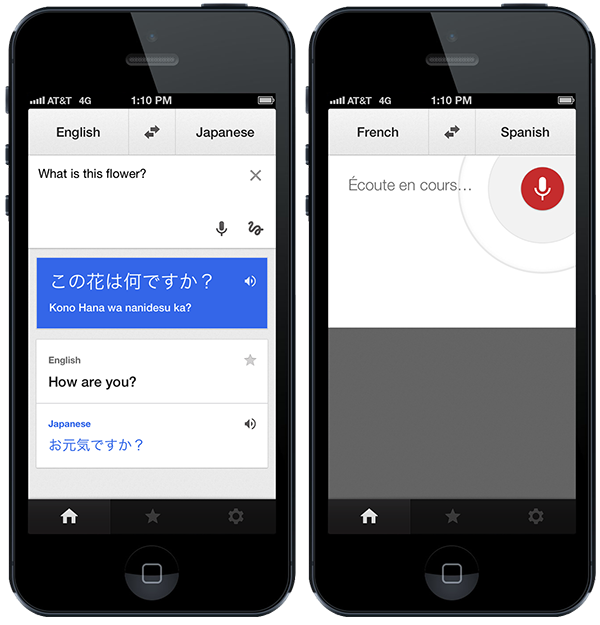 AT&T 4G 1:10 PM
English Japanese
What is this flower?
この花は何ですか？
Kono Hana wa nanidesu ka?
English
How are you?
Japanese
お元気ですか？
AT&T 4G 1:10 PM
French Spanish
Écoute en cours...